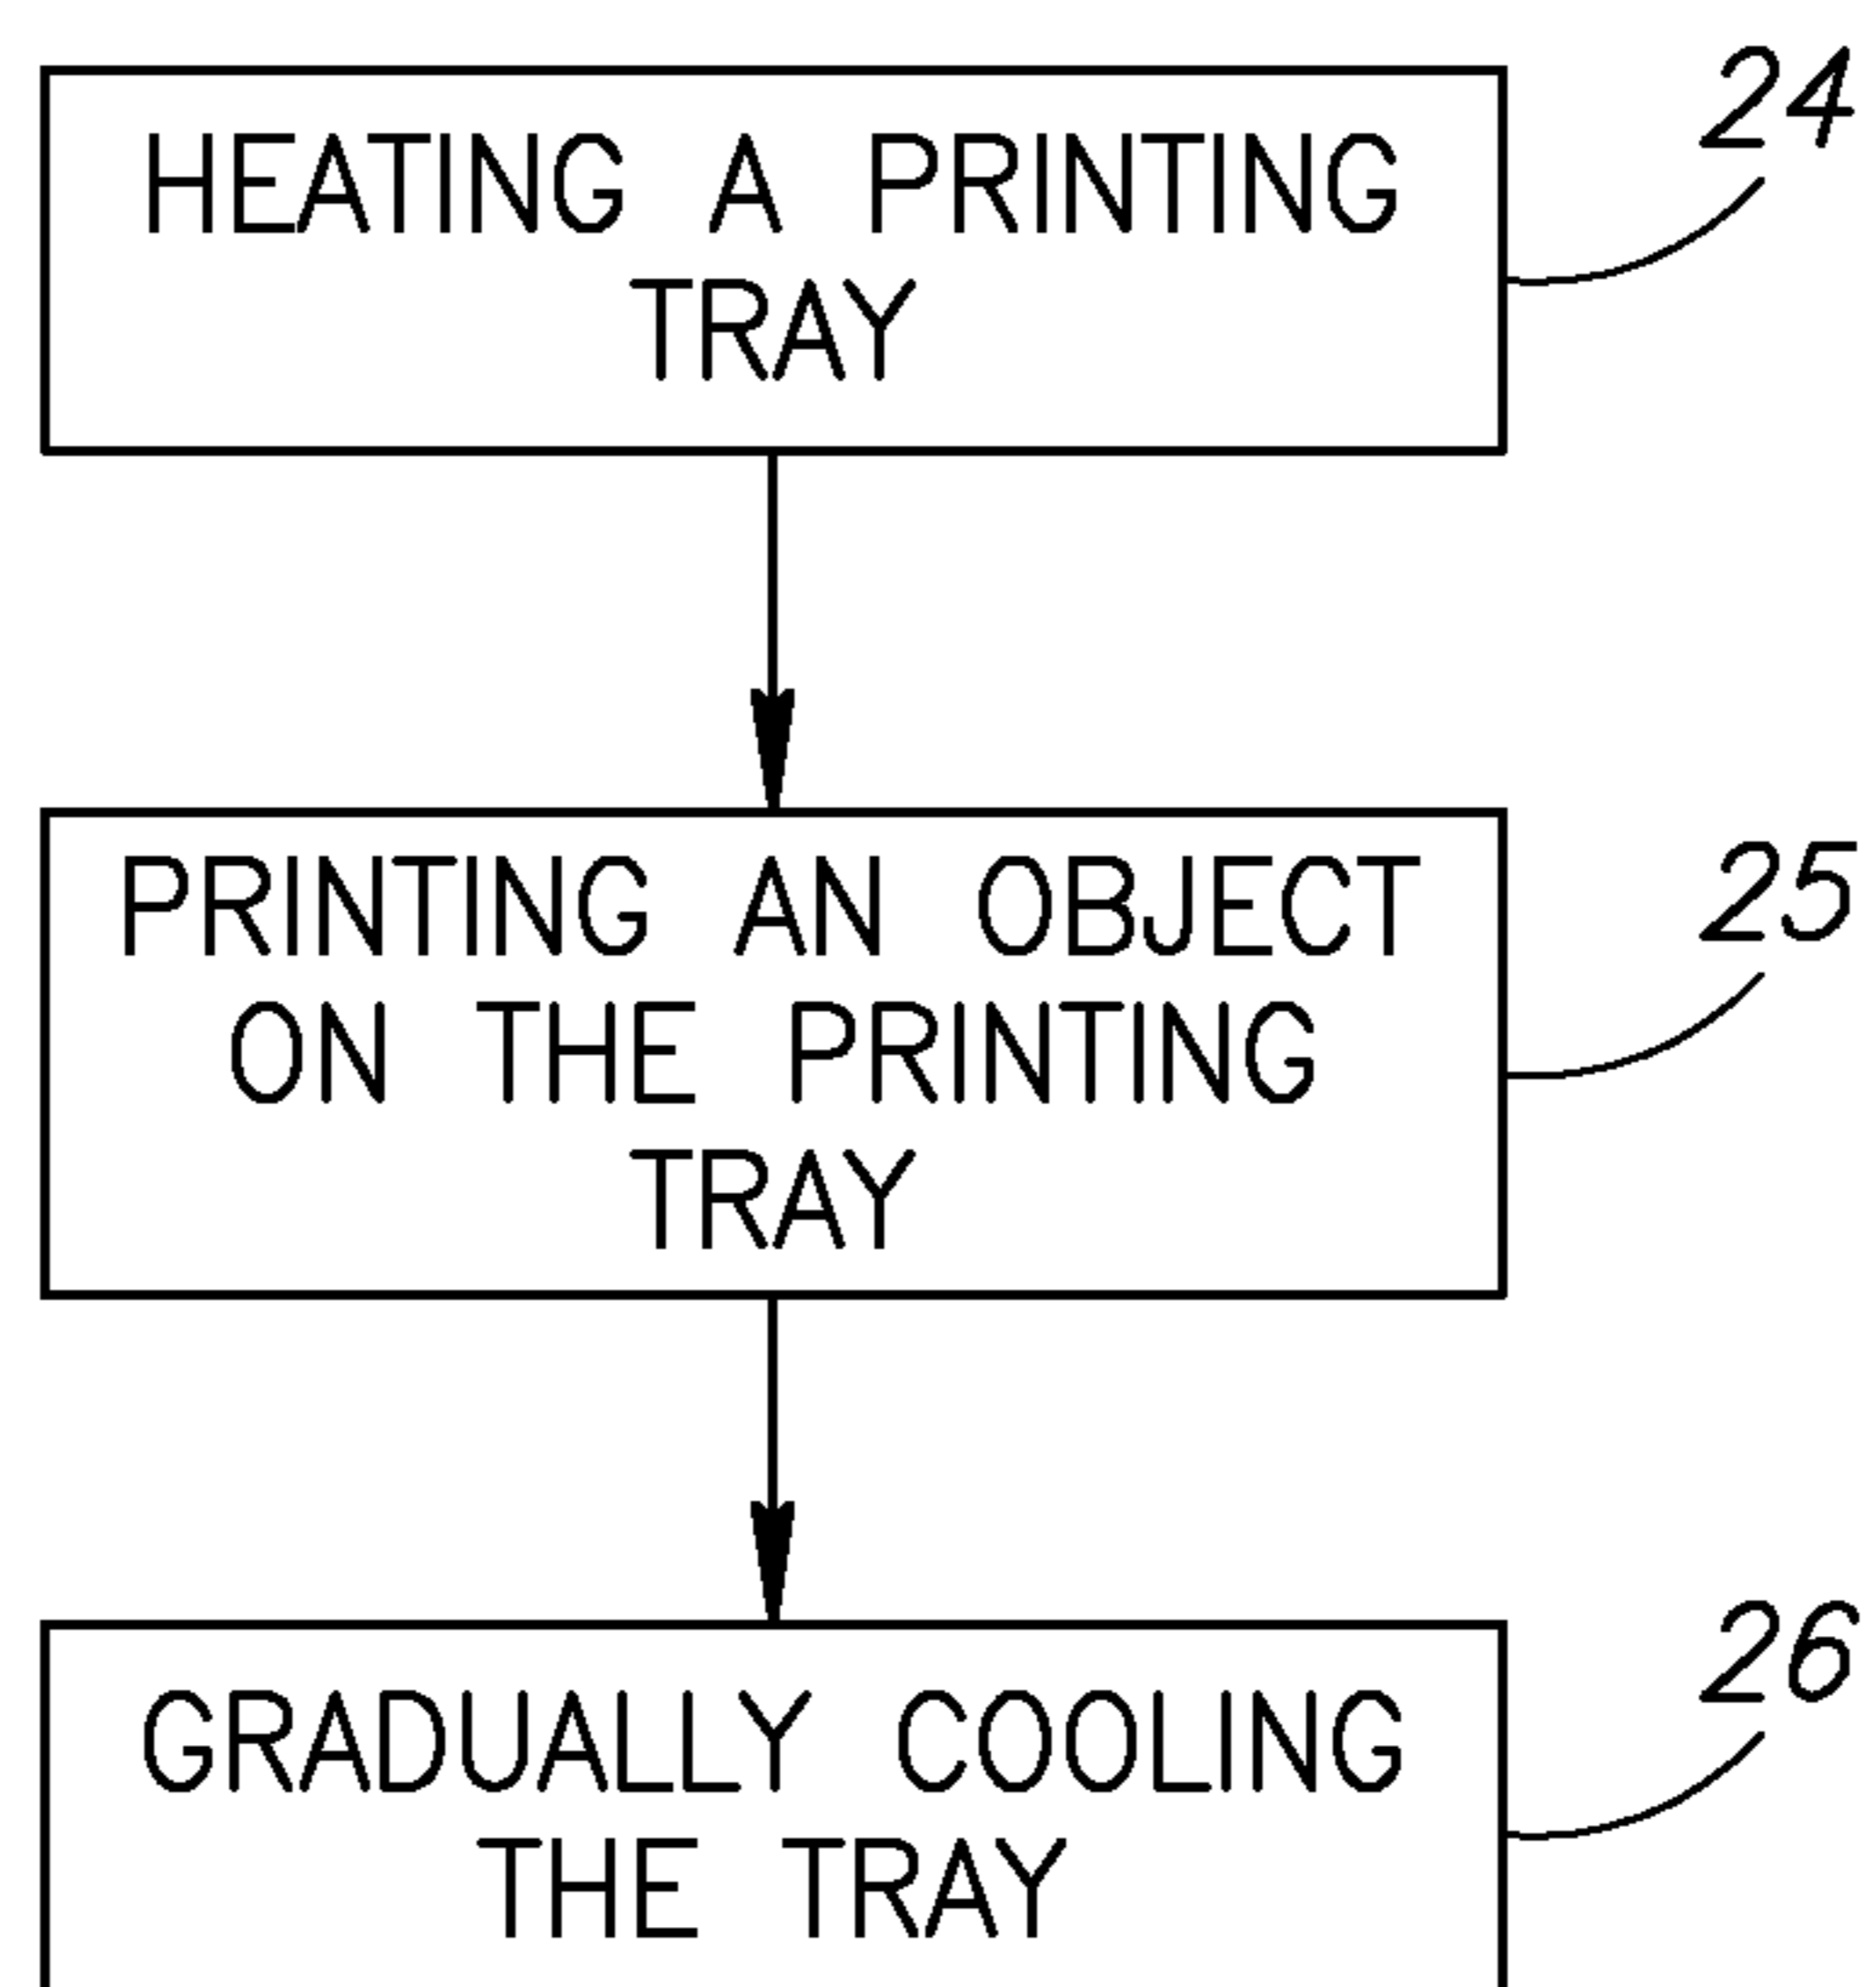 HEATING A PRINTING
TRAY
24
PRINTING AN OBJECT
ON THE PRINTING
TRAY
25
GRADUALLY COOLING
THE TRAY
26